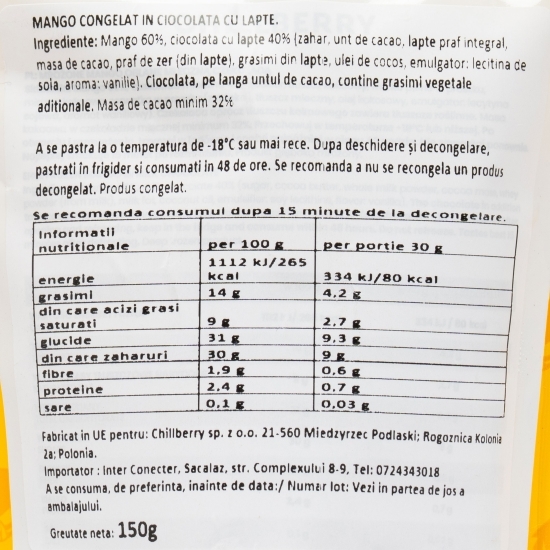 MANGO CONGELAT IN CIOCOLATA CU LAPTE.
Ingrediente: Mango 60%, ciocolata cu lapte 40% (zahar, unt de cacao, lapte praf integral,
masa de cacao, praf de zer (din lapte), grasimi din lapte, ulei de cocos, emulgator: lecitina de
soia, aroma: vanilie). Ciocolata, pe langa untul de cacao, contine grasimi vegetale
aditionale. Masa de cacao minim 32%
A se pastra la o temperatura de -18°C sau mai rece. Dupa deschidere și decongelare,
pastrati in frigider si consumati in 48 de ore. Se recomanda a nu se recongela un produs
decongelat. Produs congelat.
Se recomanda consumul dupa 15 minute de la decongelare.
Informatii
nutritionale per 100 g per portie 30 g
1112 kJ/265
energie kcal 334 kJ/80 kcal
grasimi 14 g 4,2 g
din care acizi grasi
saturati 9 g 2,7 g
glucide 31 g 9,3 g
din care zaharuri 30 g 9 g
fibre 1,9 g 0,6 g
proteine 2,4 g 0,7 g
sare 0,1 g 0,03 g
Fabricat in UE pentru: Chillberry sp. z o.o. 21-560 Miedzyrzec Podlaski; Rogoznica Kolonia
2a; Polonia.
Importator : Inter Conecter, Sacalaz, str. Complexului 8-9, Tel: 0724343018
A se consuma, de preferinta, inainte de data:/ Numar lot: Vezi in partea de jos a
ambalajului.
Greutate neta: 150g